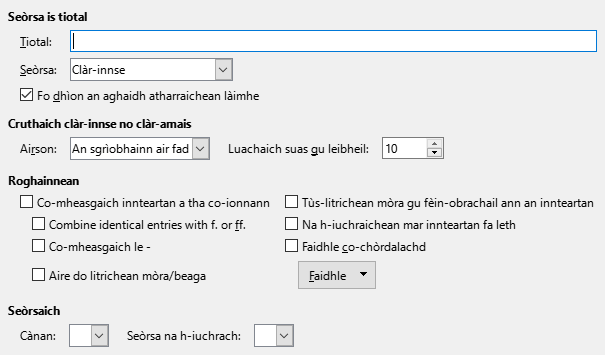 Seòrsa is tiotal
Tiotal:
Seòrsa: Clàr-innse
Fo dhìon an aghaidh atharraichean làimhe
Cruthaich clàr-innse no clàr-amais
Airson: An sgrìobhainn air fad Luachaich suas gu leibheil: 10
Roghainnean
Co-mheasgaich innteartan a tha co-ionnann Tùs-litrichean mòra gu fèin-obrachail ann an inneartan
Combine identical entries with f. or ff. Na h-iuchraichean mar innteartan fa leth
Co-mheasgaich le - Faidhle co-chòrdalachd
Aire do litrichean mòra/beaga Faidhle
Seòrsaich
Cànan: Seòrsa na h-iuchrach: